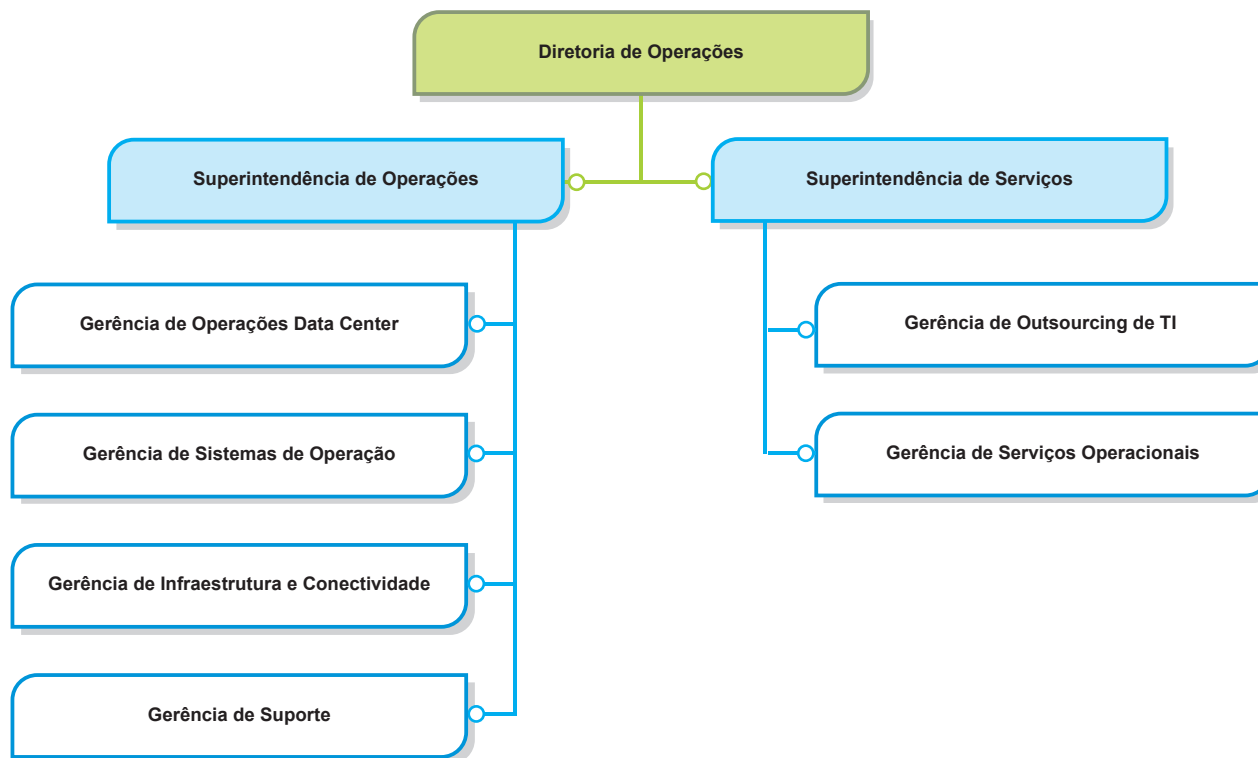 Diretoria de Operações
Superintendência de Operações
Superintendência de Serviços
Gerência de Operações Data Center
Gerência de Outsourcing de TI
Gerência de Sistemas de Operação
Gerência de Serviços Operacionais
Gerência de Infraestrutura e Conectividade
Gerência de Suporte